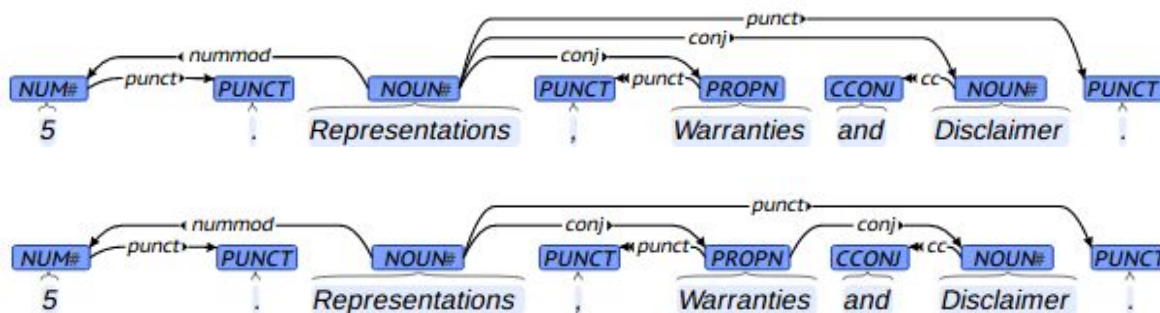 punct
conj
nummod conj
NUM# punct PUNCT NOUN# PUNCT punct PROPN CCONJ cc NOUN# PUNCT
5 . Representations , Warranties and Disclaimer .
punct
nummod conj conj
NUM# punct PUNCT NOUN# PUNCT punct PROPN CCONJ cc NOUN# PUNCT
5 . Representations , Warranties and Disclaimer .